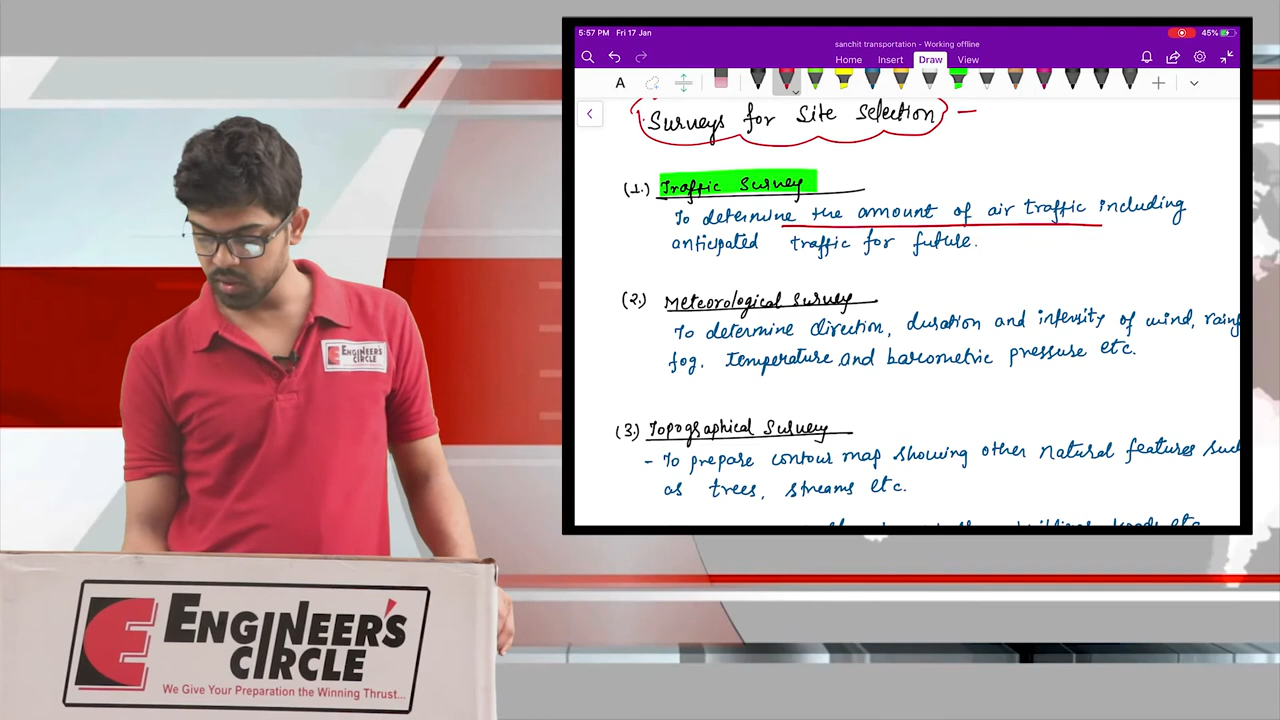 5:57 PM Fri 17 Jan
45%
sanchit transportation - Working offline
Home Insert Draw View
A
Surveys for Site Selection -
(1.) Traffic Survey
To determine the amount of air traffic including
anticipated traffic for future.
(2.) Meteorological Survey
To determine direction, duration and intensity of wind, rain,
fog, temperature and barometric pressure etc.
(3.) Topographical Survey
- To prepare contour map showing other natural features such
as trees, streams etc.
ENGINEER'S
CIRCLE
ENGINEER'S
CIRCLE
We Give Your Preparation the Winning Thrust...